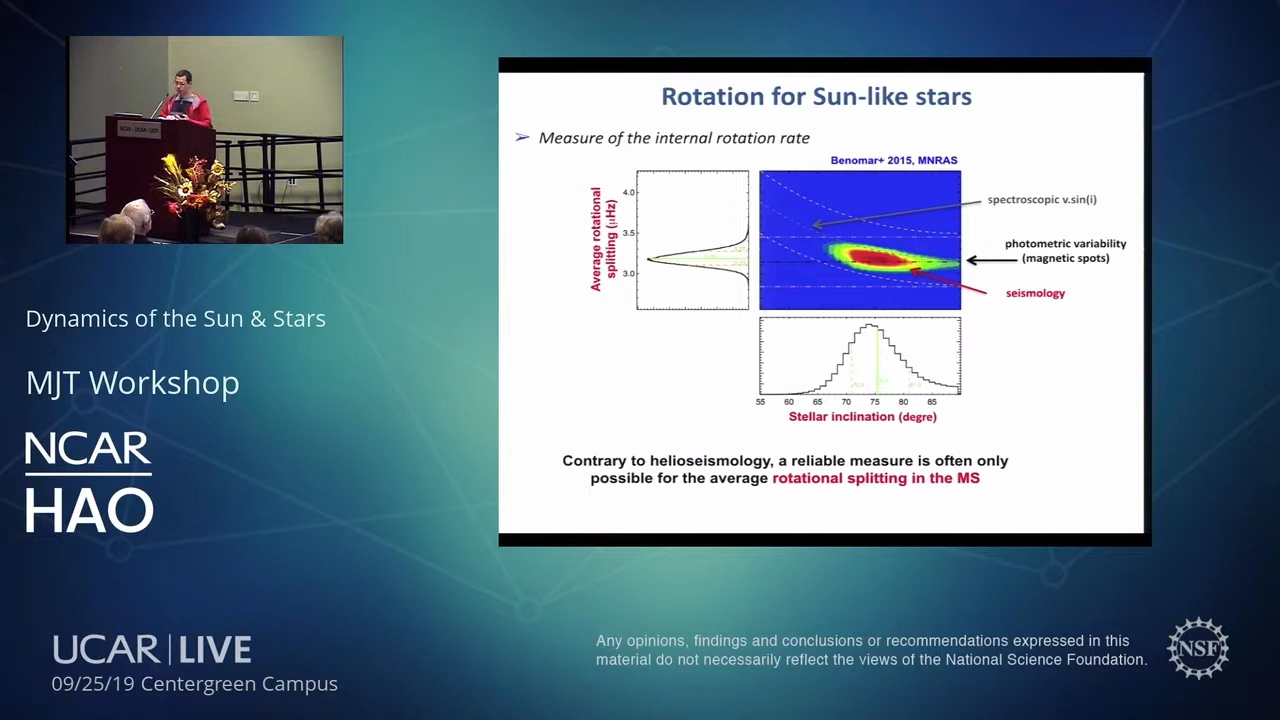 NCAR · UCAR · UCP
Dynamics of the Sun & Stars
MJT Workshop
NCAR
HAO
UCAR | LIVE
09/25/19 Centergreen Campus
Rotation for Sun-like stars
➢ Measure of the internal rotation rate
Benomar+ 2015, MNRAS
Average rotational
splitting (μHz)
4.0
3.5
3.0
spectroscopic v.sin(i)
photometric variability
(magnetic spots)
seismology
55 60 65 70 75 80 85
Stellar inclination (degre)
Contrary to helioseismology, a reliable measure is often only
possible for the average rotational splitting in the MS
Any opinions, findings and conclusions or recommendations expressed in this
material do not necessarily reflect the views of the National Science Foundation.
NSF